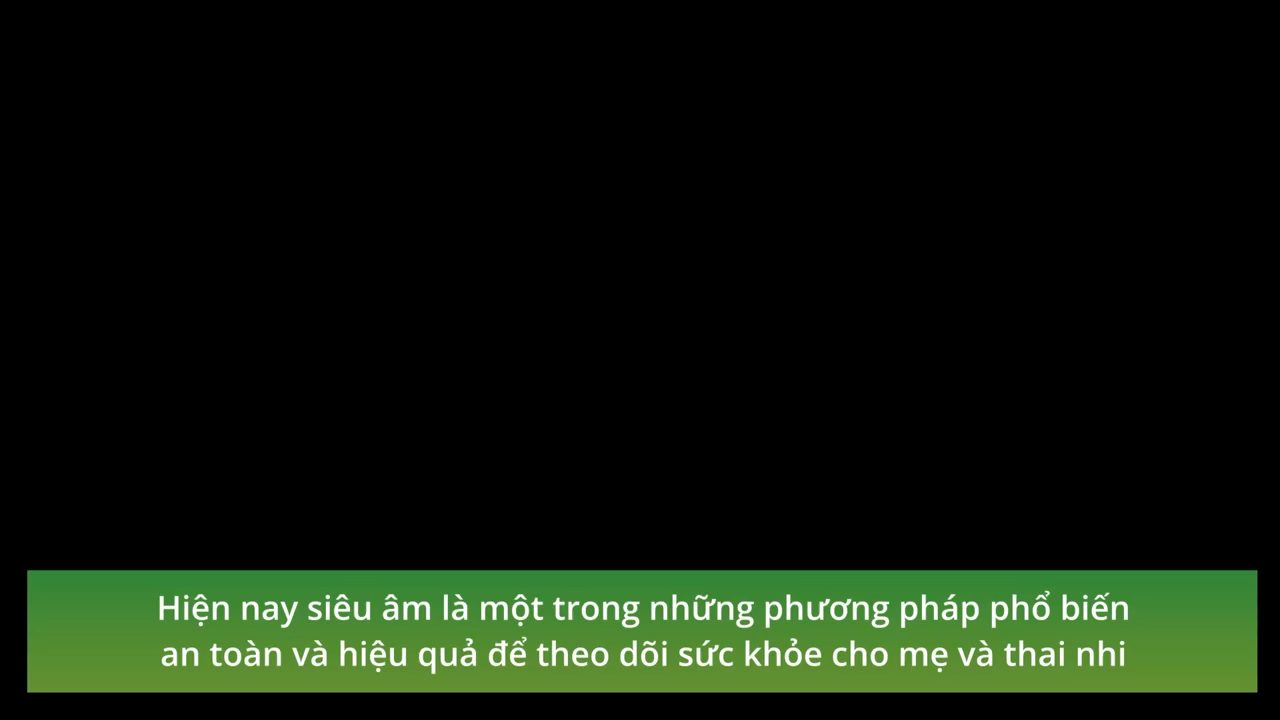 Hiện nay siêu âm là một trong những phương pháp phổ biến
an toàn và hiệu quả để theo dõi sức khỏe cho mẹ và thai nhi